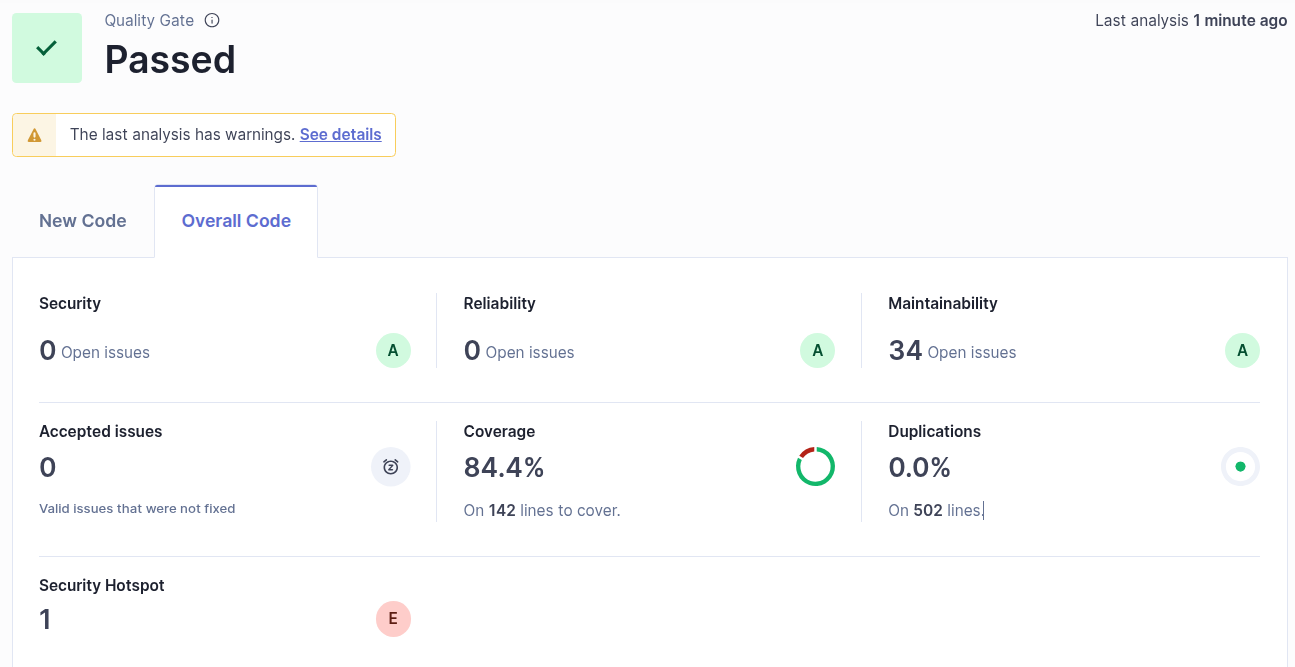 Quality Gate
Last analysis 1 minute ago
Passed
The last analysis has warnings. See details
New Code
Overall Code
Security
0 Open issues
A
Reliability
0 Open issues
A
Maintainability
34 Open issues
A
Accepted issues
0
Valid issues that were not fixed
Coverage
84.4%
On 142 lines to cover.
Duplications
0.0%
On 502 lines.
Security Hotspot
1
E